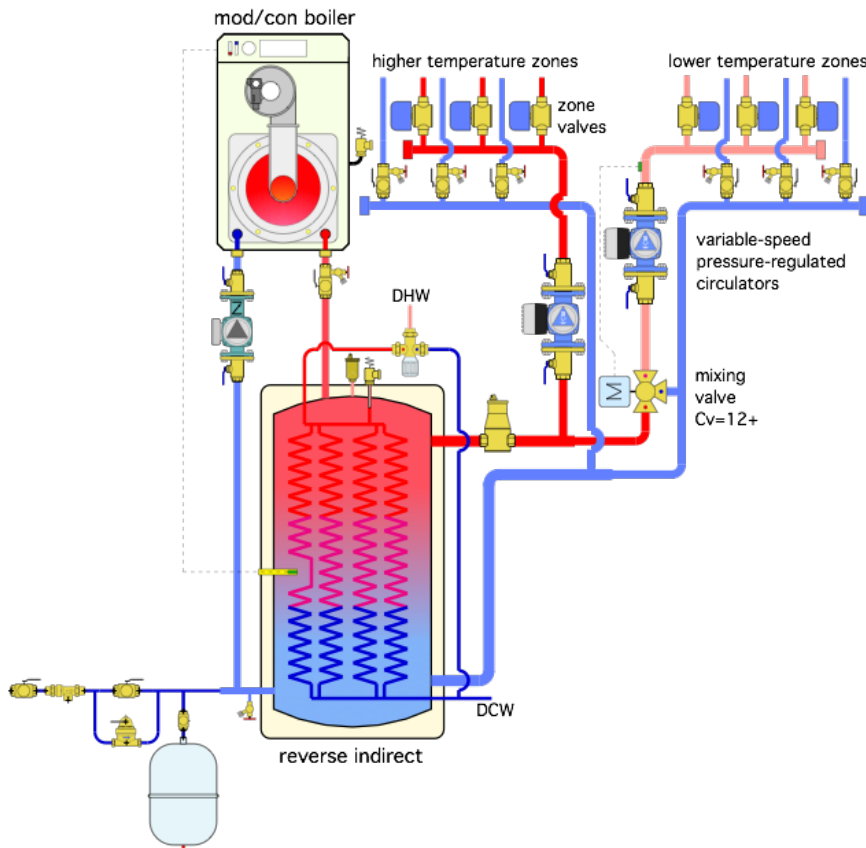 mod/con boiler
higher temperature zones
lower temperature zones
zone
valves
variable-speed
pressure-regulated
circulators
DHW
M
mixing
valve
Cv=12+
DCW
reverse indirect